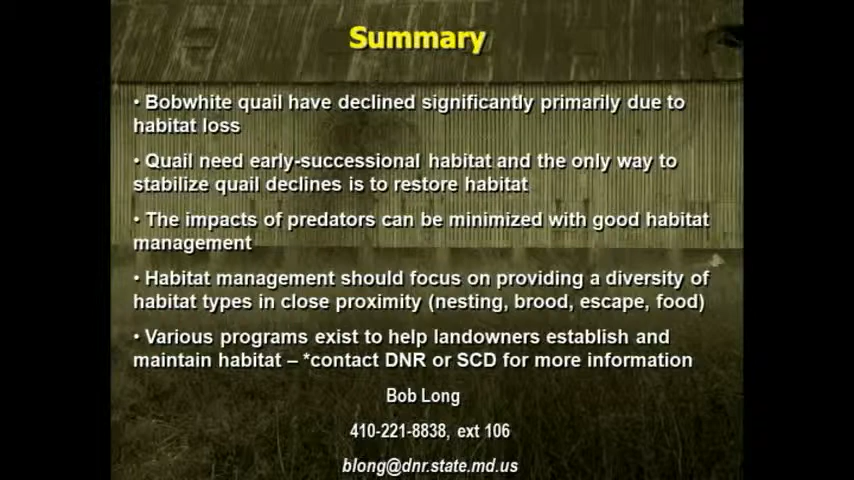 Summary
• Bobwhite quail have declined significantly primarily due to
habitat loss
• Quail need early-successional habitat and the only way to
stabilize quail declines is to restore habitat
• The impacts of predators can be minimized with good habitat
management
• Habitat management should focus on providing a diversity of
habitat types in close proximity (nesting, brood, escape, food)
• Various programs exist to help landowners establish and
maintain habitat – *contact DNR or SCD for more information
Bob Long
410-221-8838, ext 106
blong@dnr.state.md.us